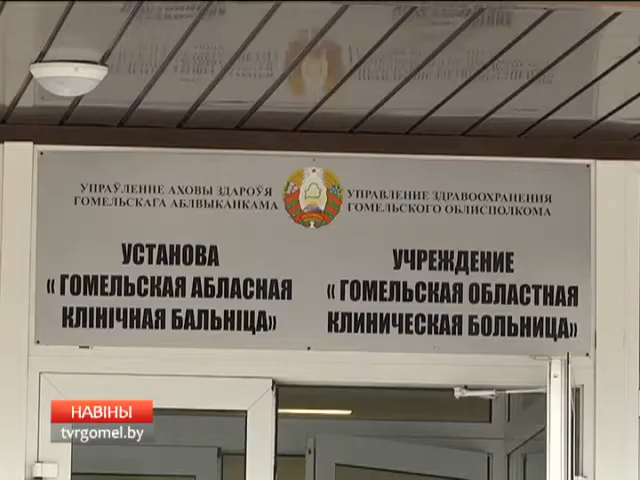 УПРАЎЛЕННЕ АХОВЫ ЗДАРОЎЯ
ГОМЕЛЬСКАГА АБЛВЫКАНКАМА
УПРАВЛЕНИЕ ЗДРАВООХРАНЕНИЯ
ГОМЕЛЬСКОГО ОБЛИСПОЛКОМА
УСТАНОВА
«ГОМЕЛЬСКАЯ АБЛАСНАЯ
КЛІНІЧНАЯ БАЛЬНІЦА»
УЧРЕЖДЕНИЕ
«ГОМЕЛЬСКАЯ ОБЛАСТНАЯ
КЛИНИЧЕСКАЯ БОЛЬНИЦА»
НАВІНЫ
tvrgomel.by